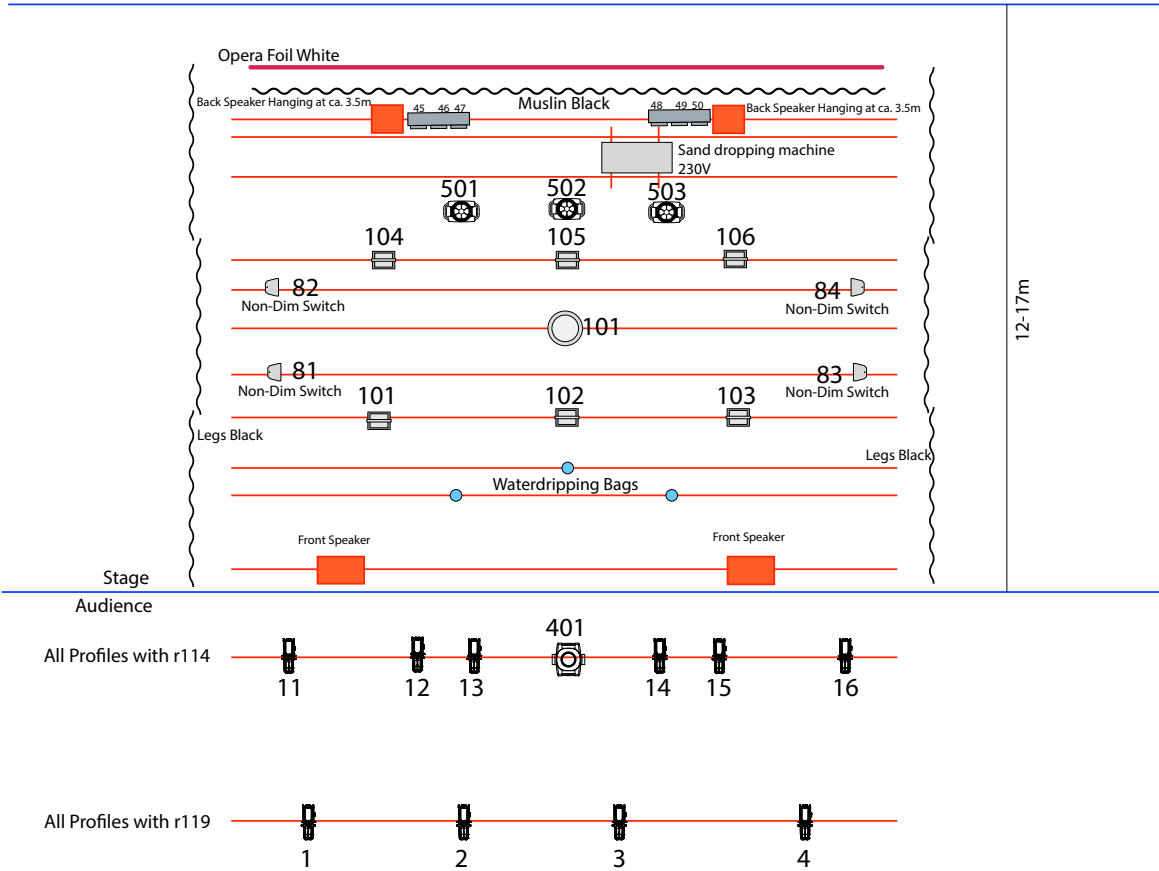 Opera Foil White
Back Speaker Hanging at ca. 3.5m
45 46 47
Muslin Black
48 49 50
Back Speaker Hanging at ca. 3.5m
Sand dropping machine
230V
501
502
503
104
105
106
82
Non-Dim Switch
84
Non-Dim Switch
101
12-17m
81
Non-Dim Switch
83
Non-Dim Switch
101
102
103
Legs Black
Legs Black
Waterdripping Bags
Front Speaker
Front Speaker
Stage
Audience
401
All Profiles with r114
11
12
13
14
15
16
All Profiles with r119
1
2
3
4